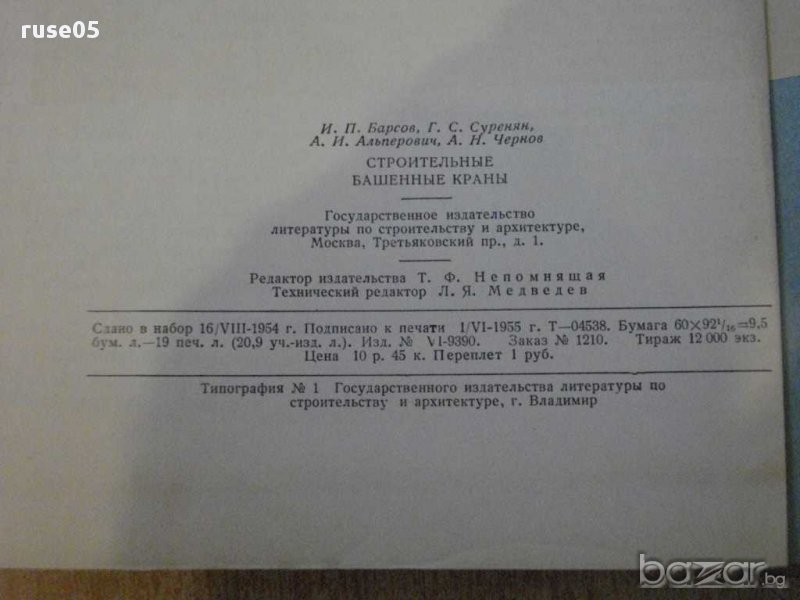 ruse05
И. П. Барсов, Г. С. Суренян,
А. И. Альперович, А. Н. Чернов
СТРОИТЕЛЬНЫЕ
БАШЕННЫЕ КРАНЫ
Государственное издательство
литературы по строительству и архитектуре,
Москва, Третьяковский пр., д. 1.
Редактор издательства Т. Ф. Непомнящая
Технический редактор Л. Я. Медведев
Сдано в набор 16/VIII-1954 г. Подписано к печати 1/VI-1955 г. Т—04538. Бумага 60×92¹/₁₆=9,5
бум. л.—19 печ. л. (20,9 уч.-изд. л.). Изд. № VI-9390. Заказ № 1210. Тираж 12 000 экз.
Цена 10 р. 45 к. Переплет 1 руб.
Типография № 1 Государственного издательства литературы по
строительству и архитектуре, г. Владимир
bazar.bg